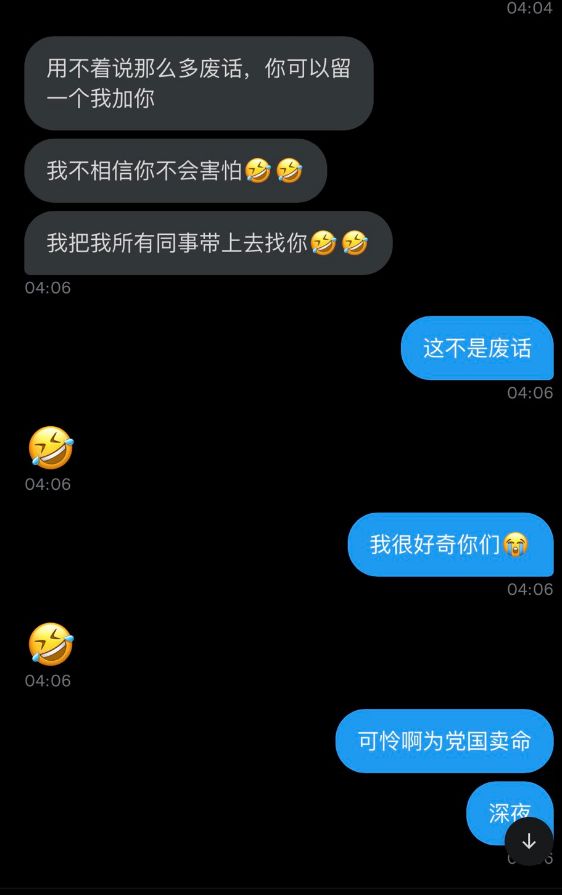 04:04
用不着说那么多废话，你可以留
一个我加你
我不相信你不会害怕🤣🤣
我把我所有同事带上去找你🤣🤣
04:06
这不是废话
04:06
🤣
04:06
我很好奇你们😭
04:06
🤣
04:06
可怜啊为党国卖命
深夜